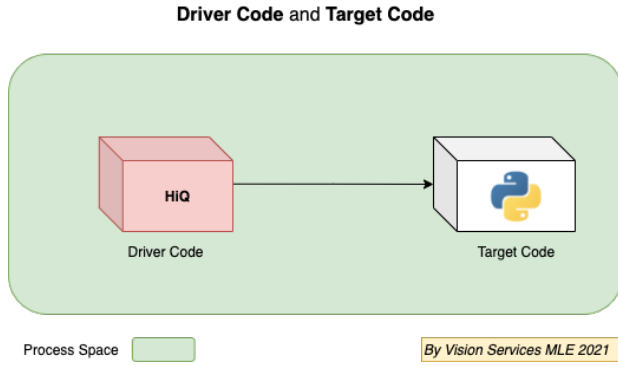 Driver Code and Target Code
HiQ
Driver Code
Target Code
Process Space
By Vision Services MLE 2021